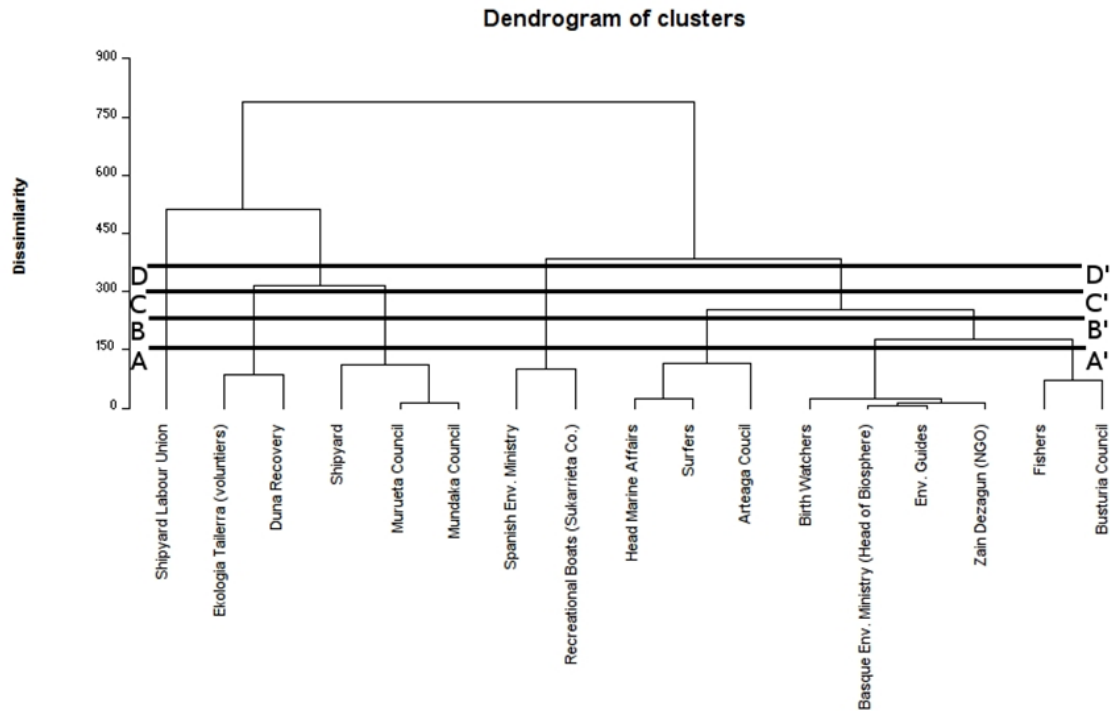 Dendrogram of clusters
Dissimilarity
900
750
600
450
300
150
0
D D'
C C'
B B'
A A'
Shipyard Labour Union
Ekologia Tailerra (voluntiers)
Duna Recovery
Shipyard
Murueta Council
Mundaka Council
Spanish Env. Ministry
Recreational Boats (Sukarrieta Co.)
Head Marine Affairs
Surfers
Arteaga Coucil
Birth Watchers
Basque Env. Ministry (Head of Biosphere)
Env. Guides
Zain Dezagun (NGO)
Fishers
Busturia Council